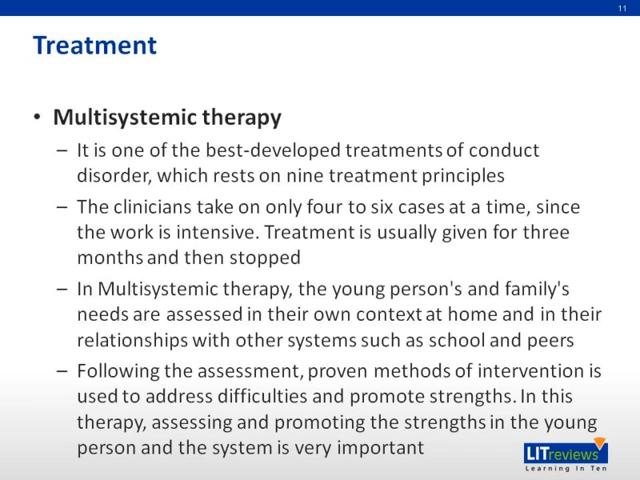 11
Treatment
• Multisystemic therapy
– It is one of the best-developed treatments of conduct
disorder, which rests on nine treatment principles
– The clinicians take on only four to six cases at a time, since
the work is intensive. Treatment is usually given for three
months and then stopped
– In Multisystemic therapy, the young person's and family's
needs are assessed in their own context at home and in their
relationships with other systems such as school and peers
– Following the assessment, proven methods of intervention is
used to address difficulties and promote strengths. In this
therapy, assessing and promoting the strengths in the young
person and the system is very important
LITreviews
Learning In Ten